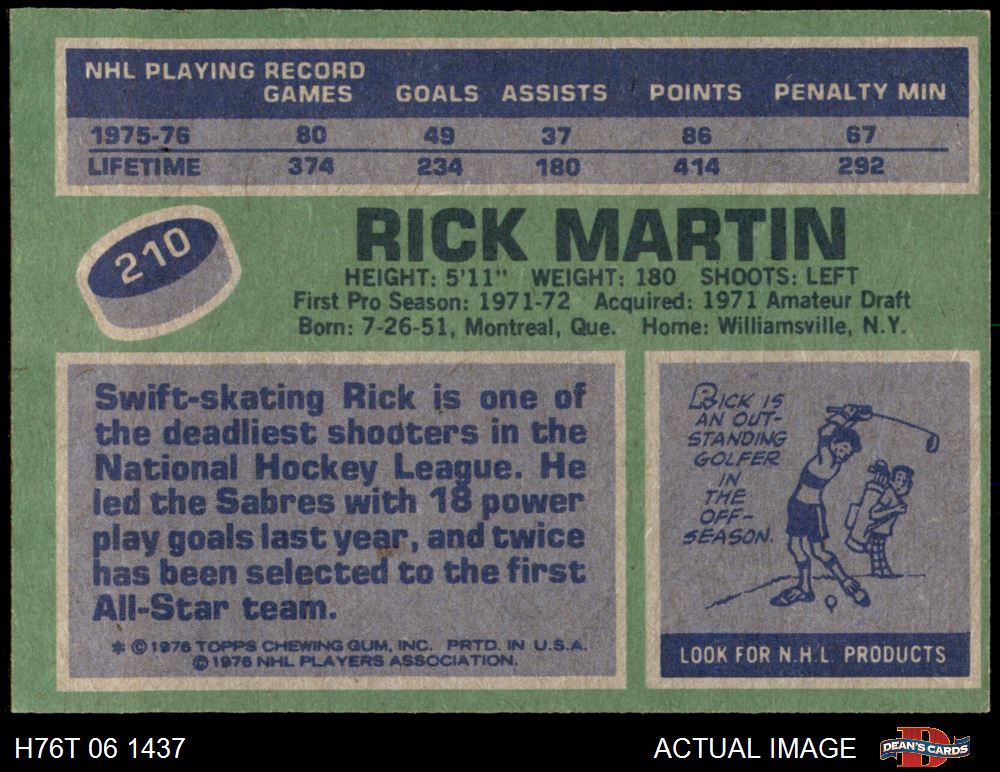 NHL PLAYING RECORD
GAMES GOALS ASSISTS POINTS PENALTY MIN
1975-76 80 49 37 86 67
LIFETIME 374 234 180 414 292
210
RICK MARTIN
HEIGHT: 5'11" WEIGHT: 180 SHOOTS: LEFT
First Pro Season: 1971-72 Acquired: 1971 Amateur Draft
Born: 7-26-51, Montreal, Que. Home: Williamsville, N.Y.
Swift-skating Rick is one of
the deadliest shooters in the
National Hockey League. He
led the Sabres with 18 power
play goals last year, and twice
has been selected to the first
All-Star team.
* ©1976 TOPPS CHEWING GUM, INC. PRTD. IN U.S.A.
©1976 NHL PLAYERS ASSOCIATION.
RICK IS
AN OUT-
STANDING
GOLFER
IN
THE
OFF-
SEASON.
LOOK FOR N.H.L. PRODUCTS
H76T 06 1437
ACTUAL IMAGE
D
DEAN'S CARDS